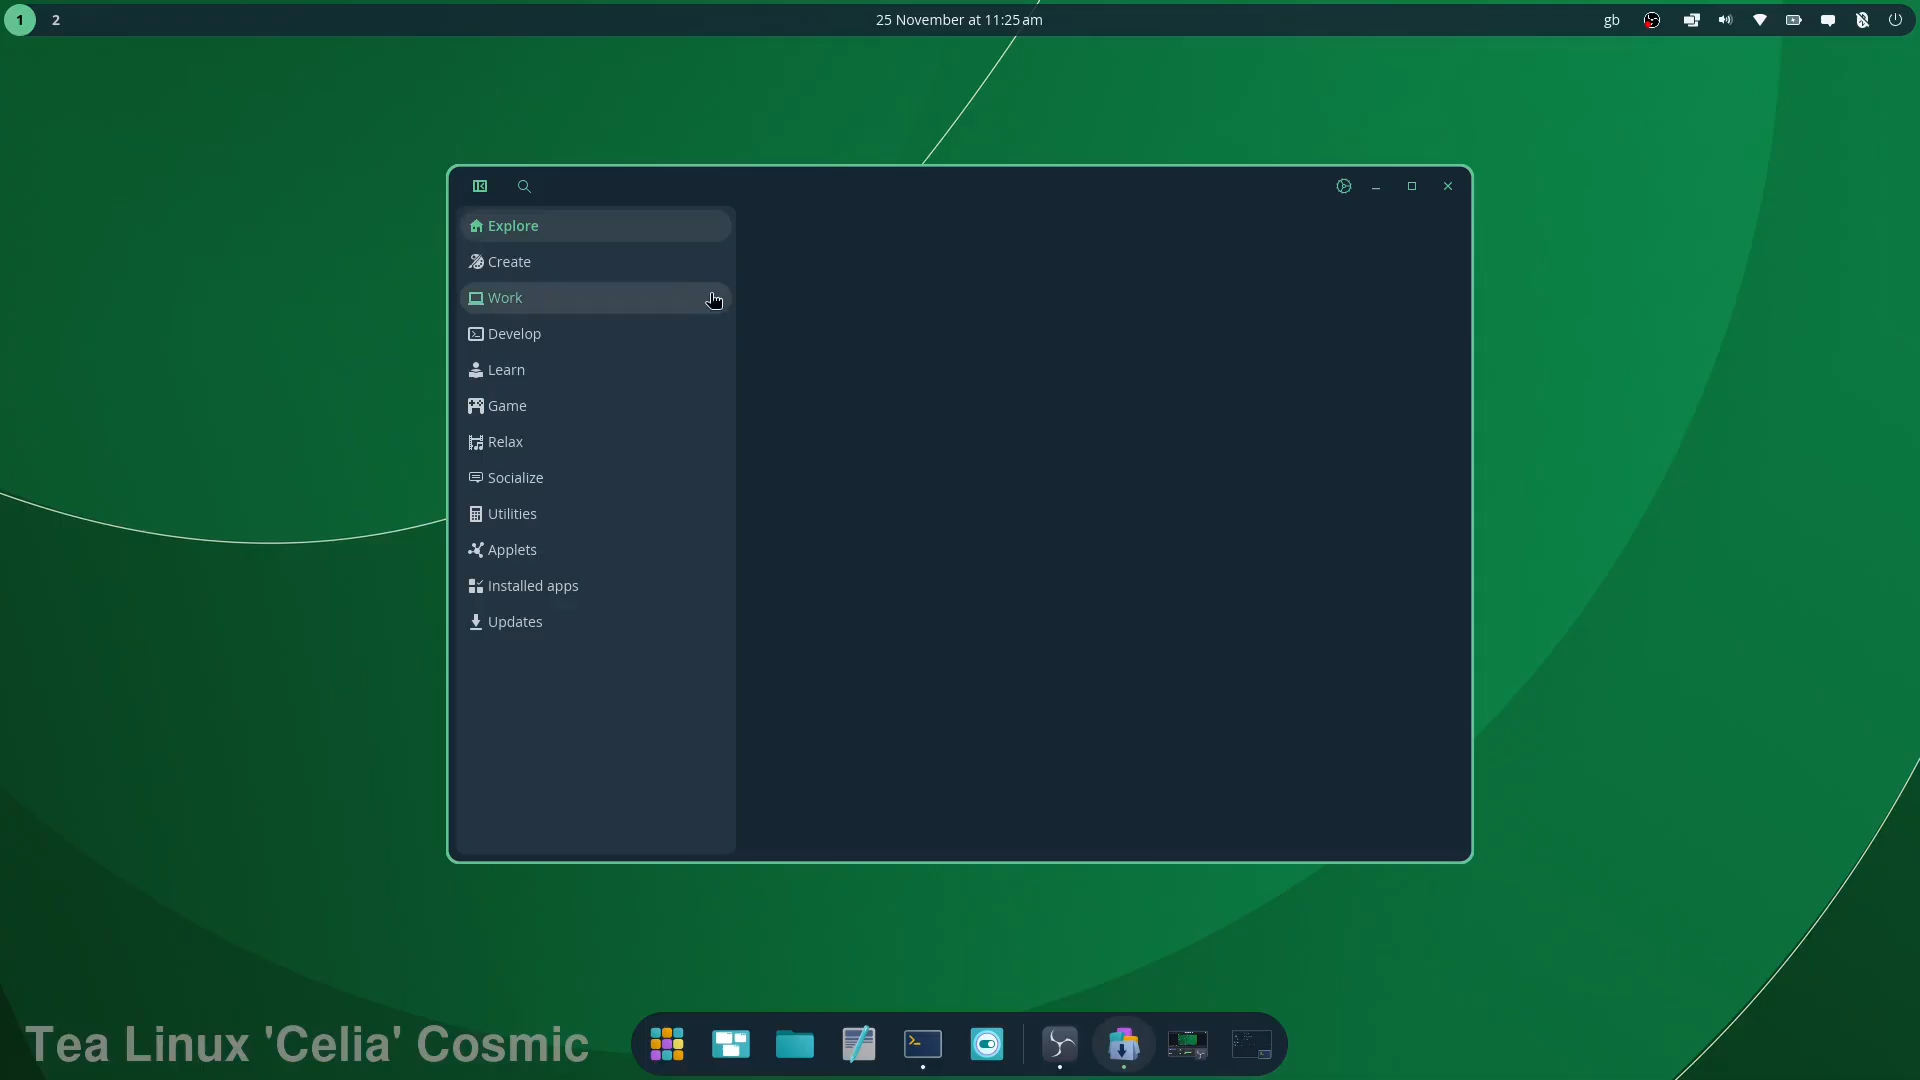 1 2 25 November at 11:25 am gb
Explore
Create
Work
Develop
Learn
Game
Relax
Socialize
Utilities
Applets
Installed apps
Updates
Tea Linux 'Celia' Cosmic